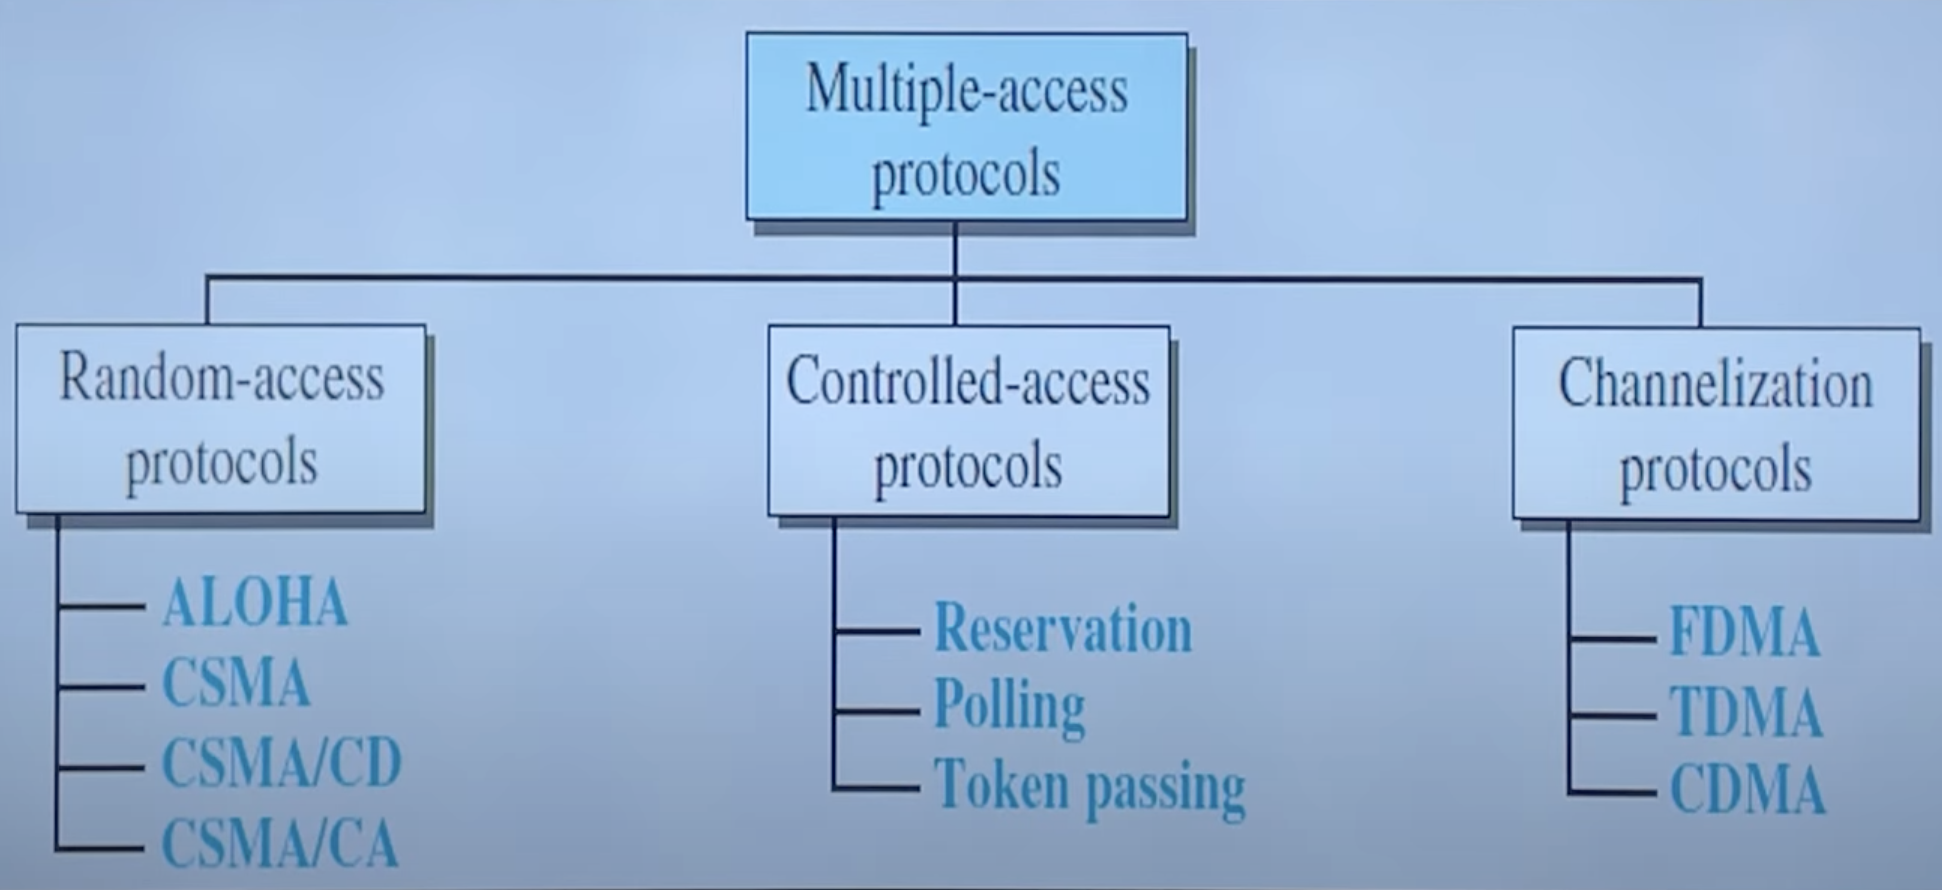 Multiple-access
protocols
Random-access
protocols
ALOHA
CSMA
CSMA/CD
CSMA/CA
Controlled-access
protocols
Reservation
Polling
Token passing
Channelization
protocols
FDMA
TDMA
CDMA